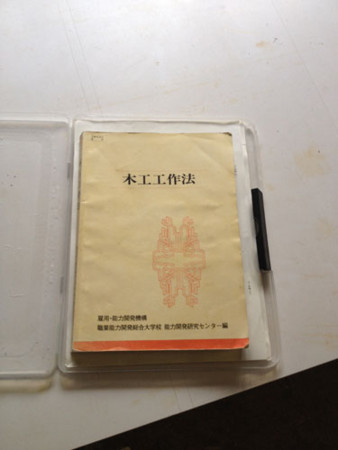 木工工作法
雇用・能力開発機構
職業能力開発総合大学校 能力開発研究センター編